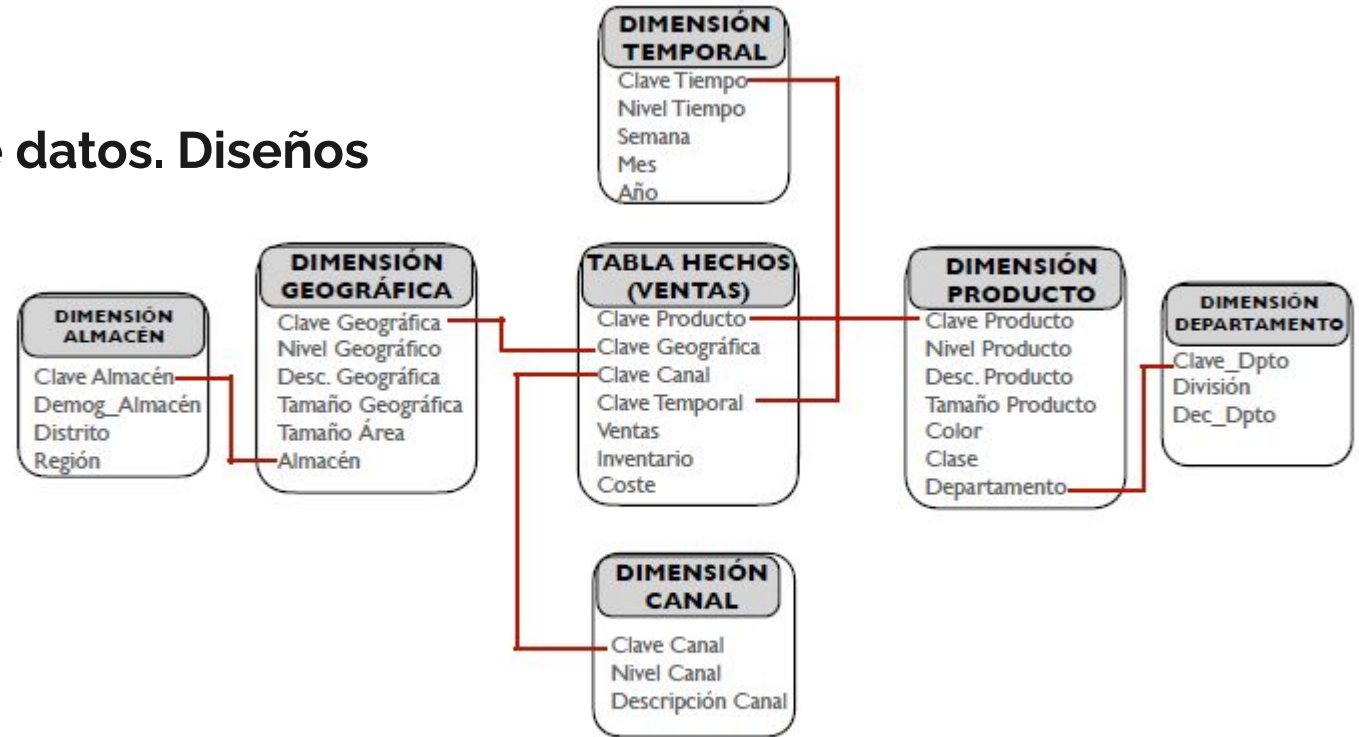 DIMENSIÓN
TEMPORAL
Clave Tiempo
Nivel Tiempo
Semana
Mes
Año
e datos. Diseños
DIMENSIÓN
ALMACÉN
Clave Almacén
Demog_Almacén
Distrito
Región
DIMENSIÓN
GEOGRÁFICA
Clave Geográfica
Nivel Geográfico
Desc. Geográfica
Tamaño Geográfica
Tamaño Área
Almacén
TABLA HECHOS
(VENTAS)
Clave Producto
Clave Geográfica
Clave Canal
Clave Temporal
Ventas
Inventario
Coste
DIMENSIÓN
PRODUCTO
Clave Producto
Nivel Producto
Desc. Producto
Tamaño Producto
Color
Clase
Departamento
DIMENSIÓN
DEPARTAMENTO
Clave_Dpto
División
Dec_Dpto
DIMENSIÓN
CANAL
Clave Canal
Nivel Canal
Descripción Canal